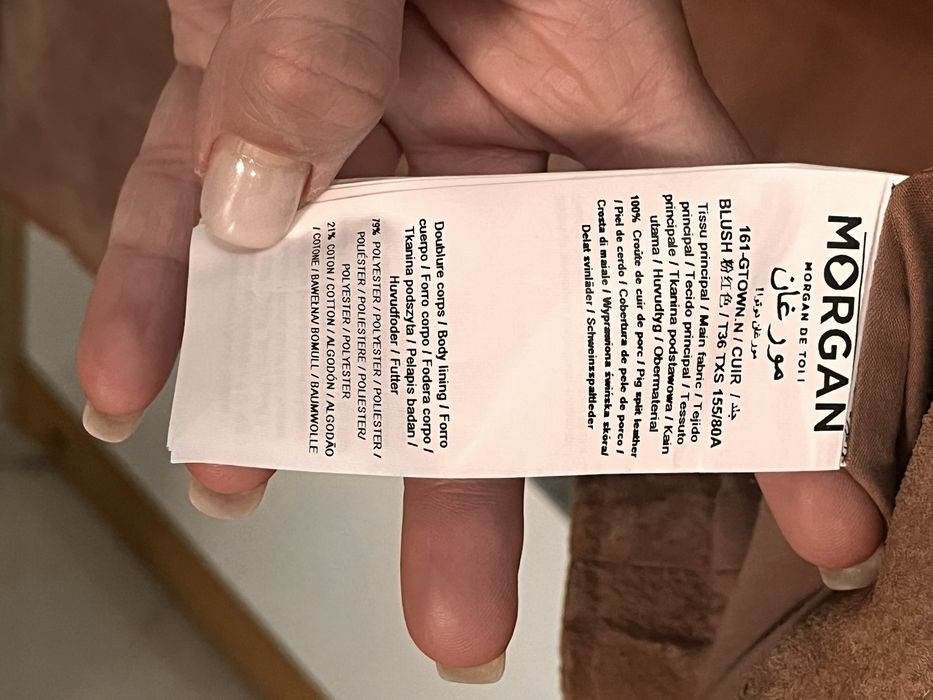 MORGAN
MORGAN DE TOI !
مورغان
مورغان دو توا !
161-GTOWN.N / CUIR / جلد
BLUSH 粉红色 / T36 TXS 155/80A
Tissu principal / Main fabric / Tejido
principal / Tecido principal / Tessuto
principale / Tkanina podstawowa / Kain
utama / Huvudtyg / Obermaterial
100% Croûte de cuir de porc / Pig split leather
/ Piel de cerdo / Cobertura de pele de porco /
Crosta di maiale / Wyprawiona świńska skóra/
Delat svinläder / Schweinsspaltleder
Doublure corps / Body lining / Forro
cuerpo / Forro corpo / Fodera corpo /
Tkanina podszyta / Pelapis badan /
Huvudfoder / Futter
79% POLYESTER / POLYESTER / POLIESTER /
POLIÉSTER / POLIESTERE / POLIESTER/
POLYESTER / POLYESTER
21% COTON / COTTON / ALGODÓN / ALGODÃO
/ COTONE / BAWEŁNA/ BOMULL / BAUMWOLLE